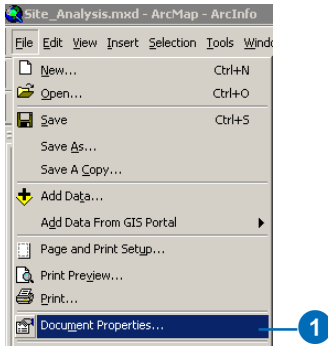 Site_Analysis.mxd - ArcMap - ArcInfo
File Edit View Insert Selection Tools
New... Ctrl+N
Open... Ctrl+O
Save Ctrl+S
Save As...
Save A Copy...
Add Data...
Add Data From GIS Portal
Page and Print Setup...
Print Preview...
Print...
Document Properties...
1